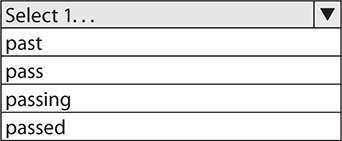 Select 1. . .
past
pass
passing
passed